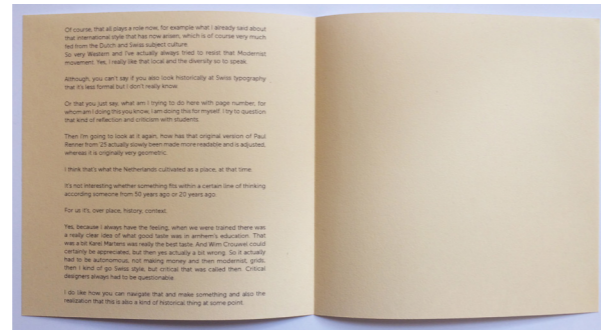 Of course, that all plays a role now, for example what I already said about
that international style that has now arisen, which is of course very much
fed from the Dutch and Swiss subject culture.
So very Western and I've actually always tried to resist that Modernist
movement. Yes, I really like that local and the diversity so to speak.
Although, you can't say if you also look historically at Swiss typography
that it's less formal but I don't really know.
Or that you just say, what am I trying to do here with page number, for
whom am I doing this you know, I am doing this for myself. I try to question
that kind of reflection and criticism with students.
Then I'm going to look at it again, how has that original version of Paul
Renner from '25 actually slowly been made more readable and is adjusted,
whereas it is originally very geometric.
I think that's what the Netherlands cultivated as a place, at that time.
It's not interesting whether something fits within a certain line of thinking
according someone from 50 years ago or 20 years ago.
For us it's, over place, history, context.
Yes, because I always have the feeling, when we were trained there was
a really clear idea of what good taste was in arnhem's education. That
was a bit Karel Martens was really the best taste. And Wim Crouwel could
certainly be appreciated, but then yes actually a bit wrong. So it actually
had to be autonomous, not making money and then modernist, grids,
then I kind of go Swiss style, but critical that was called then. Critical
designers always had to be questionable.
I do like how you can navigate that and make something and also the
realization that this is also a kind of historical thing at some point.